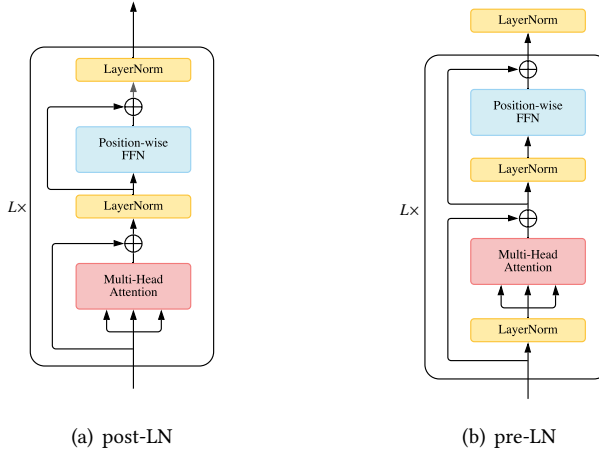 LayerNorm
Position-wise
FFN
LayerNorm
L×
Multi-Head
Attention
(a) post-LN
LayerNorm
Position-wise
FFN
LayerNorm
L×
Multi-Head
Attention
LayerNorm
(b) pre-LN